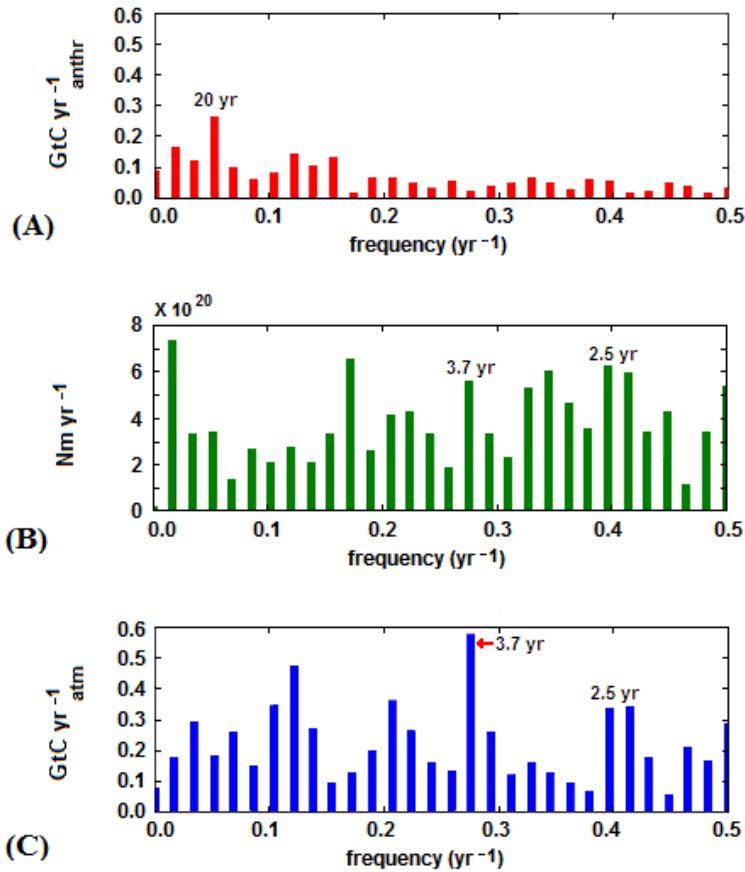 0.6
0.5
0.4
0.3
0.2
0.1
0.0
GtC yr⁻¹ anthr
20 yr
0.0 0.1 0.2 0.3 0.4 0.5
frequency (yr⁻¹)
(A)
X 10²⁰
8
6
4
2
0
Nm yr⁻¹
3.7 yr
2.5 yr
0.0 0.1 0.2 0.3 0.4 0.5
frequency (yr⁻¹)
(B)
0.6
0.5
0.4
0.3
0.2
0.1
0.0
GtC yr⁻¹ atm
3.7 yr
2.5 yr
0.0 0.1 0.2 0.3 0.4 0.5
frequency (yr⁻¹)
(C)